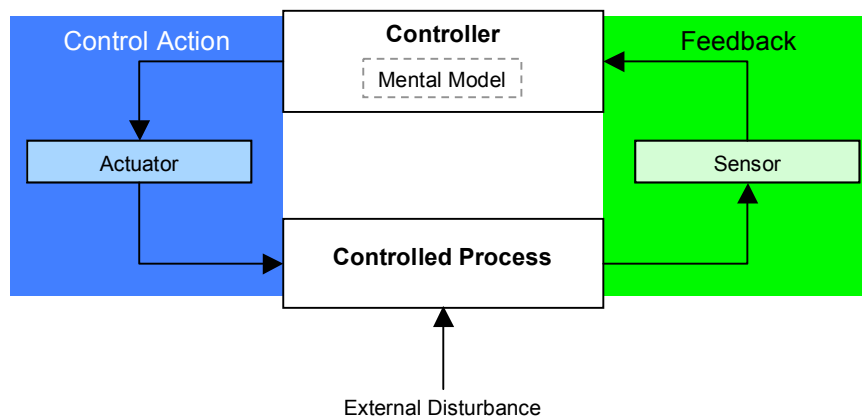 Control Action
Controller
Feedback
Mental Model
Actuator
Sensor
Controlled Process
External Disturbance